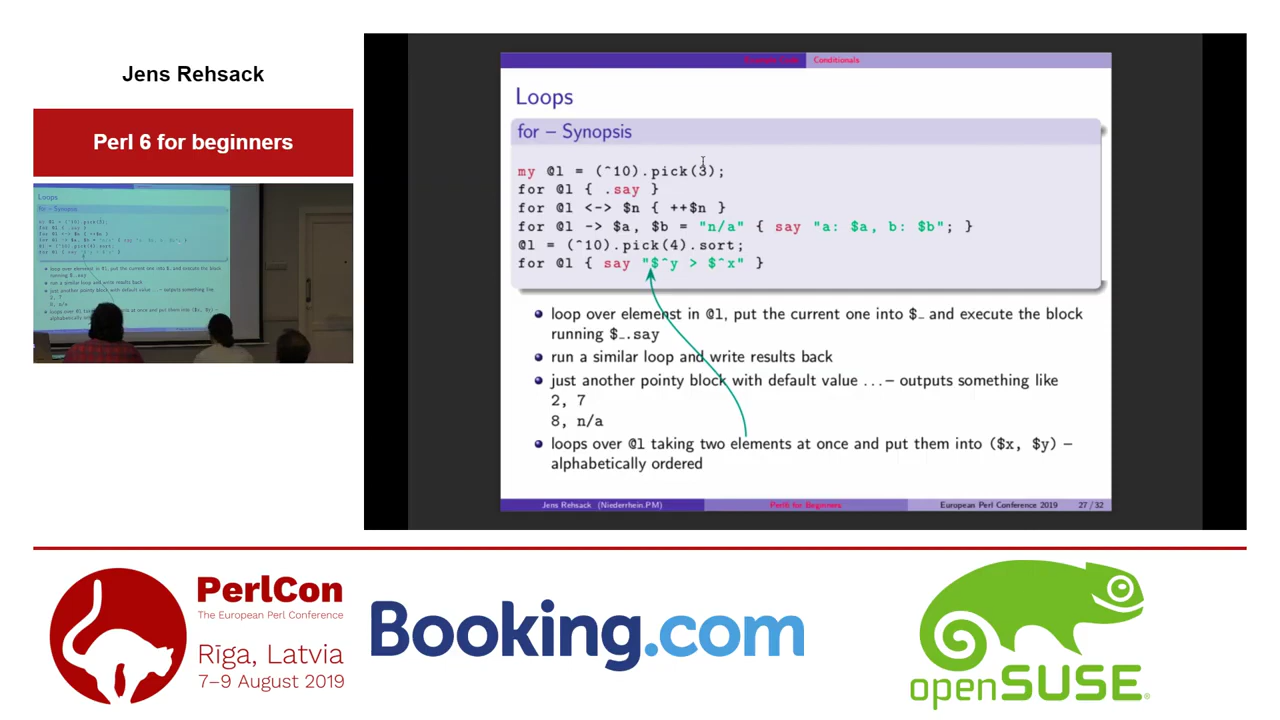 Jens Rehsack
Perl 6 for beginners
Conditionals
Loops
for – Synopsis
my @l = (^10).pick(3);
for @l { .say }
for @l <-> $n { ++$n }
for @l -> $a, $b = "n/a" { say "a: $a, b: $b"; }
@l = (^10).pick(4).sort;
for @l { say "$^y > $^x" }
loop over elemenst in @l, put the current one into $_ and execute the block
running $_.say
run a similar loop and write results back
just another pointy block with default value ...– outputs something like
2, 7
8, n/a
loops over @l taking two elements at once and put them into ($x, $y) –
alphabetically ordered
Jens Rehsack (Niederrhein.PM)
Perl6 for Beginners
European Perl Conference 2019
27 / 32
PerlCon
The European Perl Conference
Rīga, Latvia
7–9 August 2019
Booking.com
openSUSE